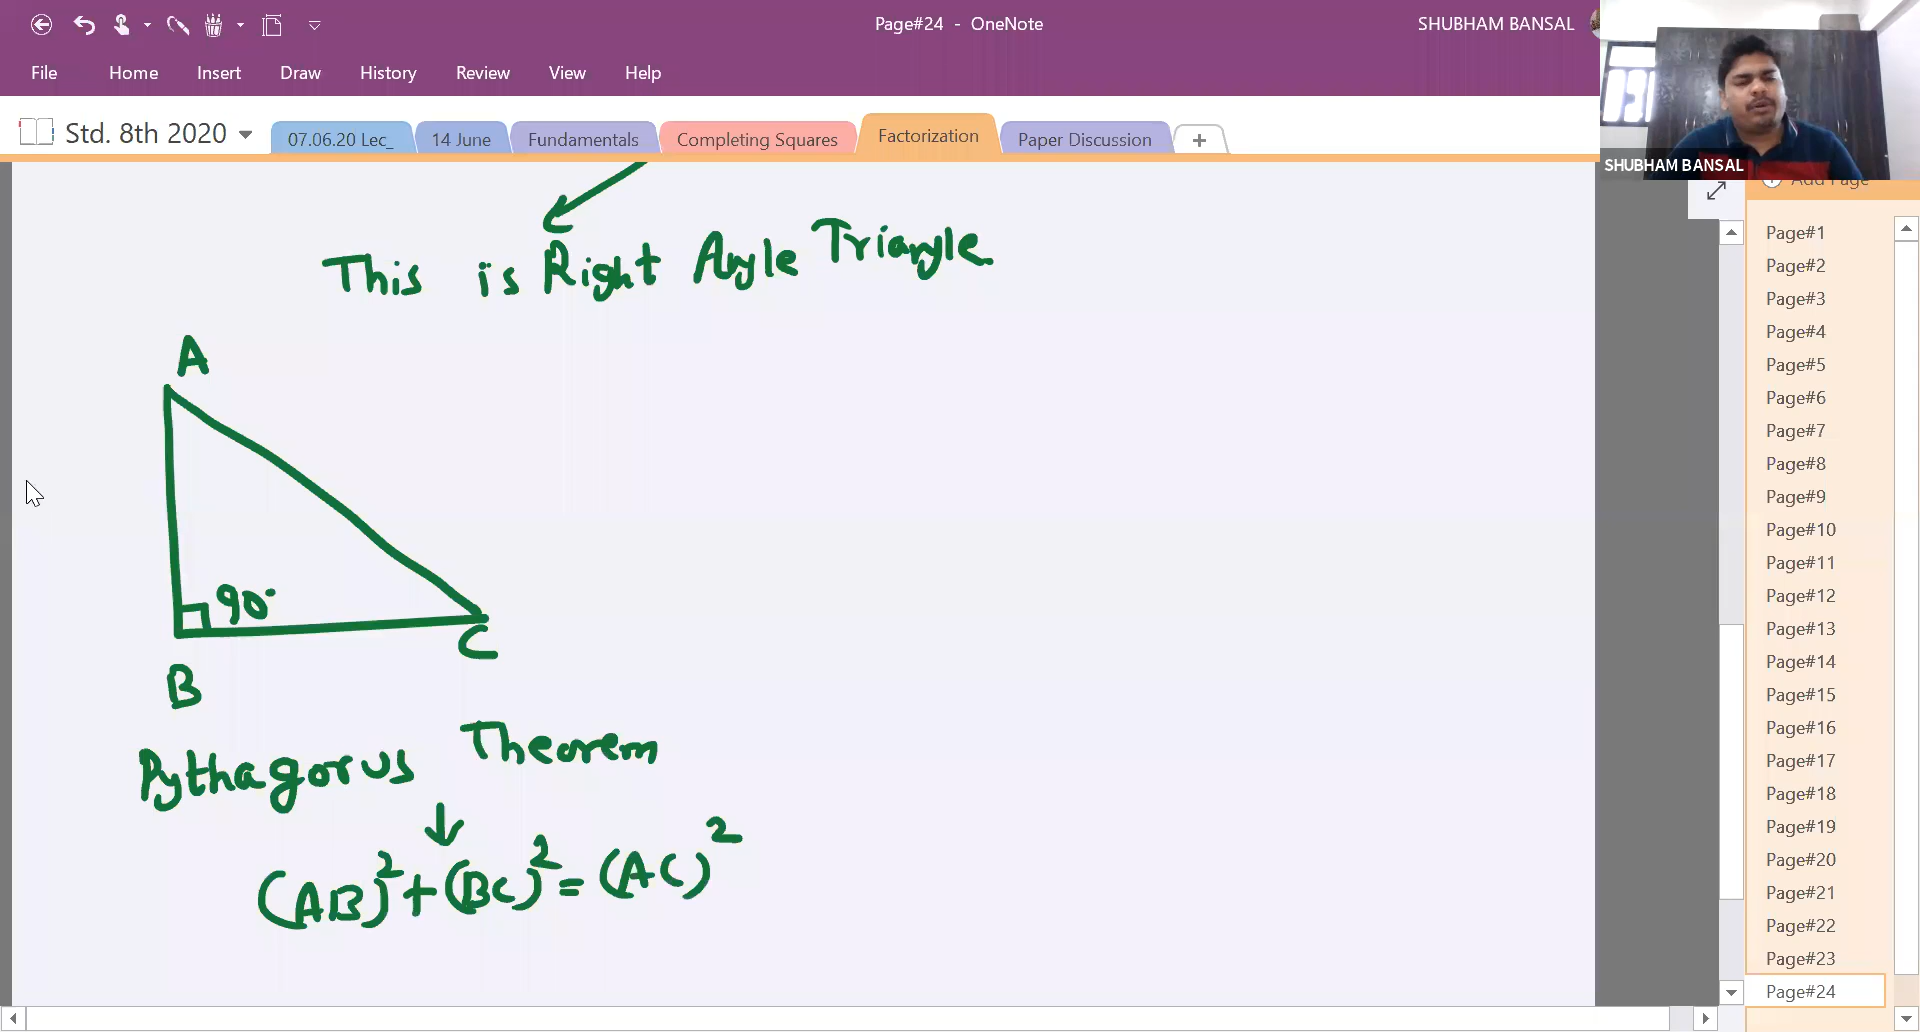 Page#24 - OneNote
SHUBHAM BANSAL
File Home Insert Draw History Review View Help
Std. 8th 2020
07.06.20 Lec_
14 June
Fundamentals
Completing Squares
Factorization
Paper Discussion
SHUBHAM BANSAL
Add Page
This is Right Angle Triangle
A
90°
B
C
Pythagorus Theorem
(AB)²+(BC)²=(AC)²
Page#1
Page#2
Page#3
Page#4
Page#5
Page#6
Page#7
Page#8
Page#9
Page#10
Page#11
Page#12
Page#13
Page#14
Page#15
Page#16
Page#17
Page#18
Page#19
Page#20
Page#21
Page#22
Page#23
Page#24